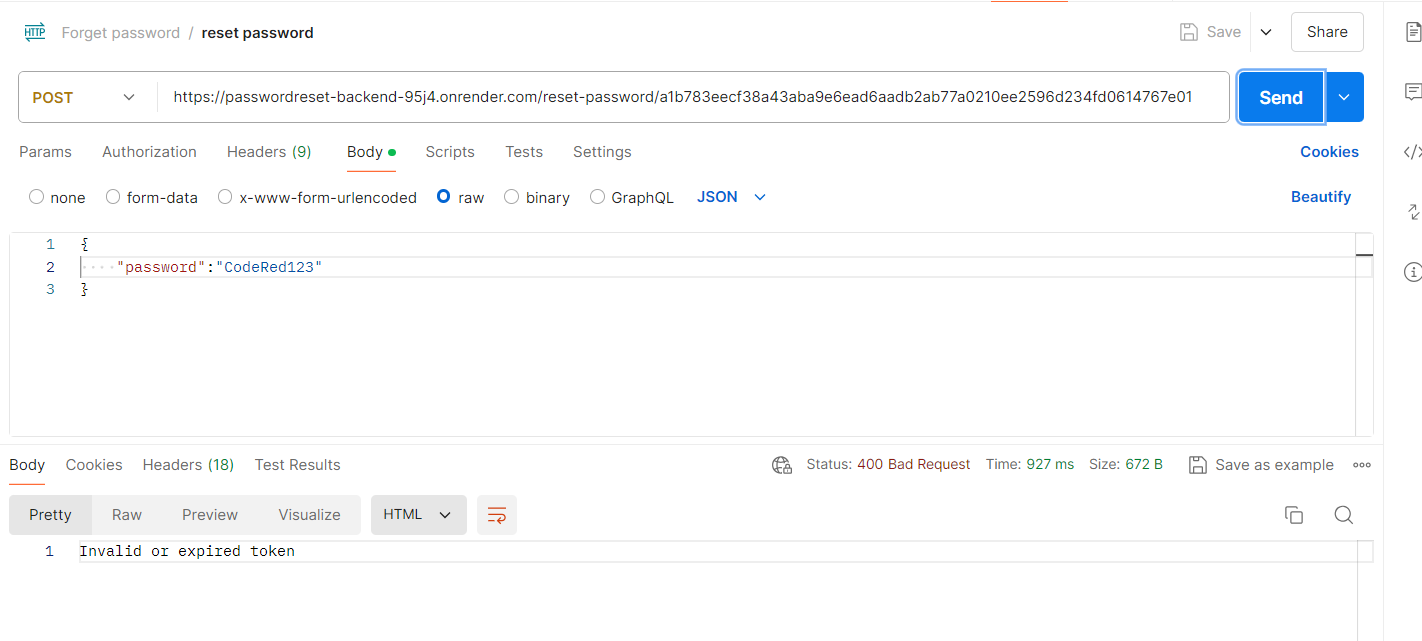 HTTP Forget password / reset password Save Share
POST https://passwordreset-backend-95j4.onrender.com/reset-password/a1b783eecf38a43aba9e6ead6aadb2ab77a0210ee2596d234fd0614767e01 Send
Params Authorization Headers (9) Body Scripts Tests Settings Cookies
none form-data x-www-form-urlencoded raw binary GraphQL JSON Beautify
1 {
2 ····"password":"CodeRed123"
3 }
Body Cookies Headers (18) Test Results Status: 400 Bad Request Time: 927 ms Size: 672 B Save as example
Pretty Raw Preview Visualize HTML
1 Invalid or expired token